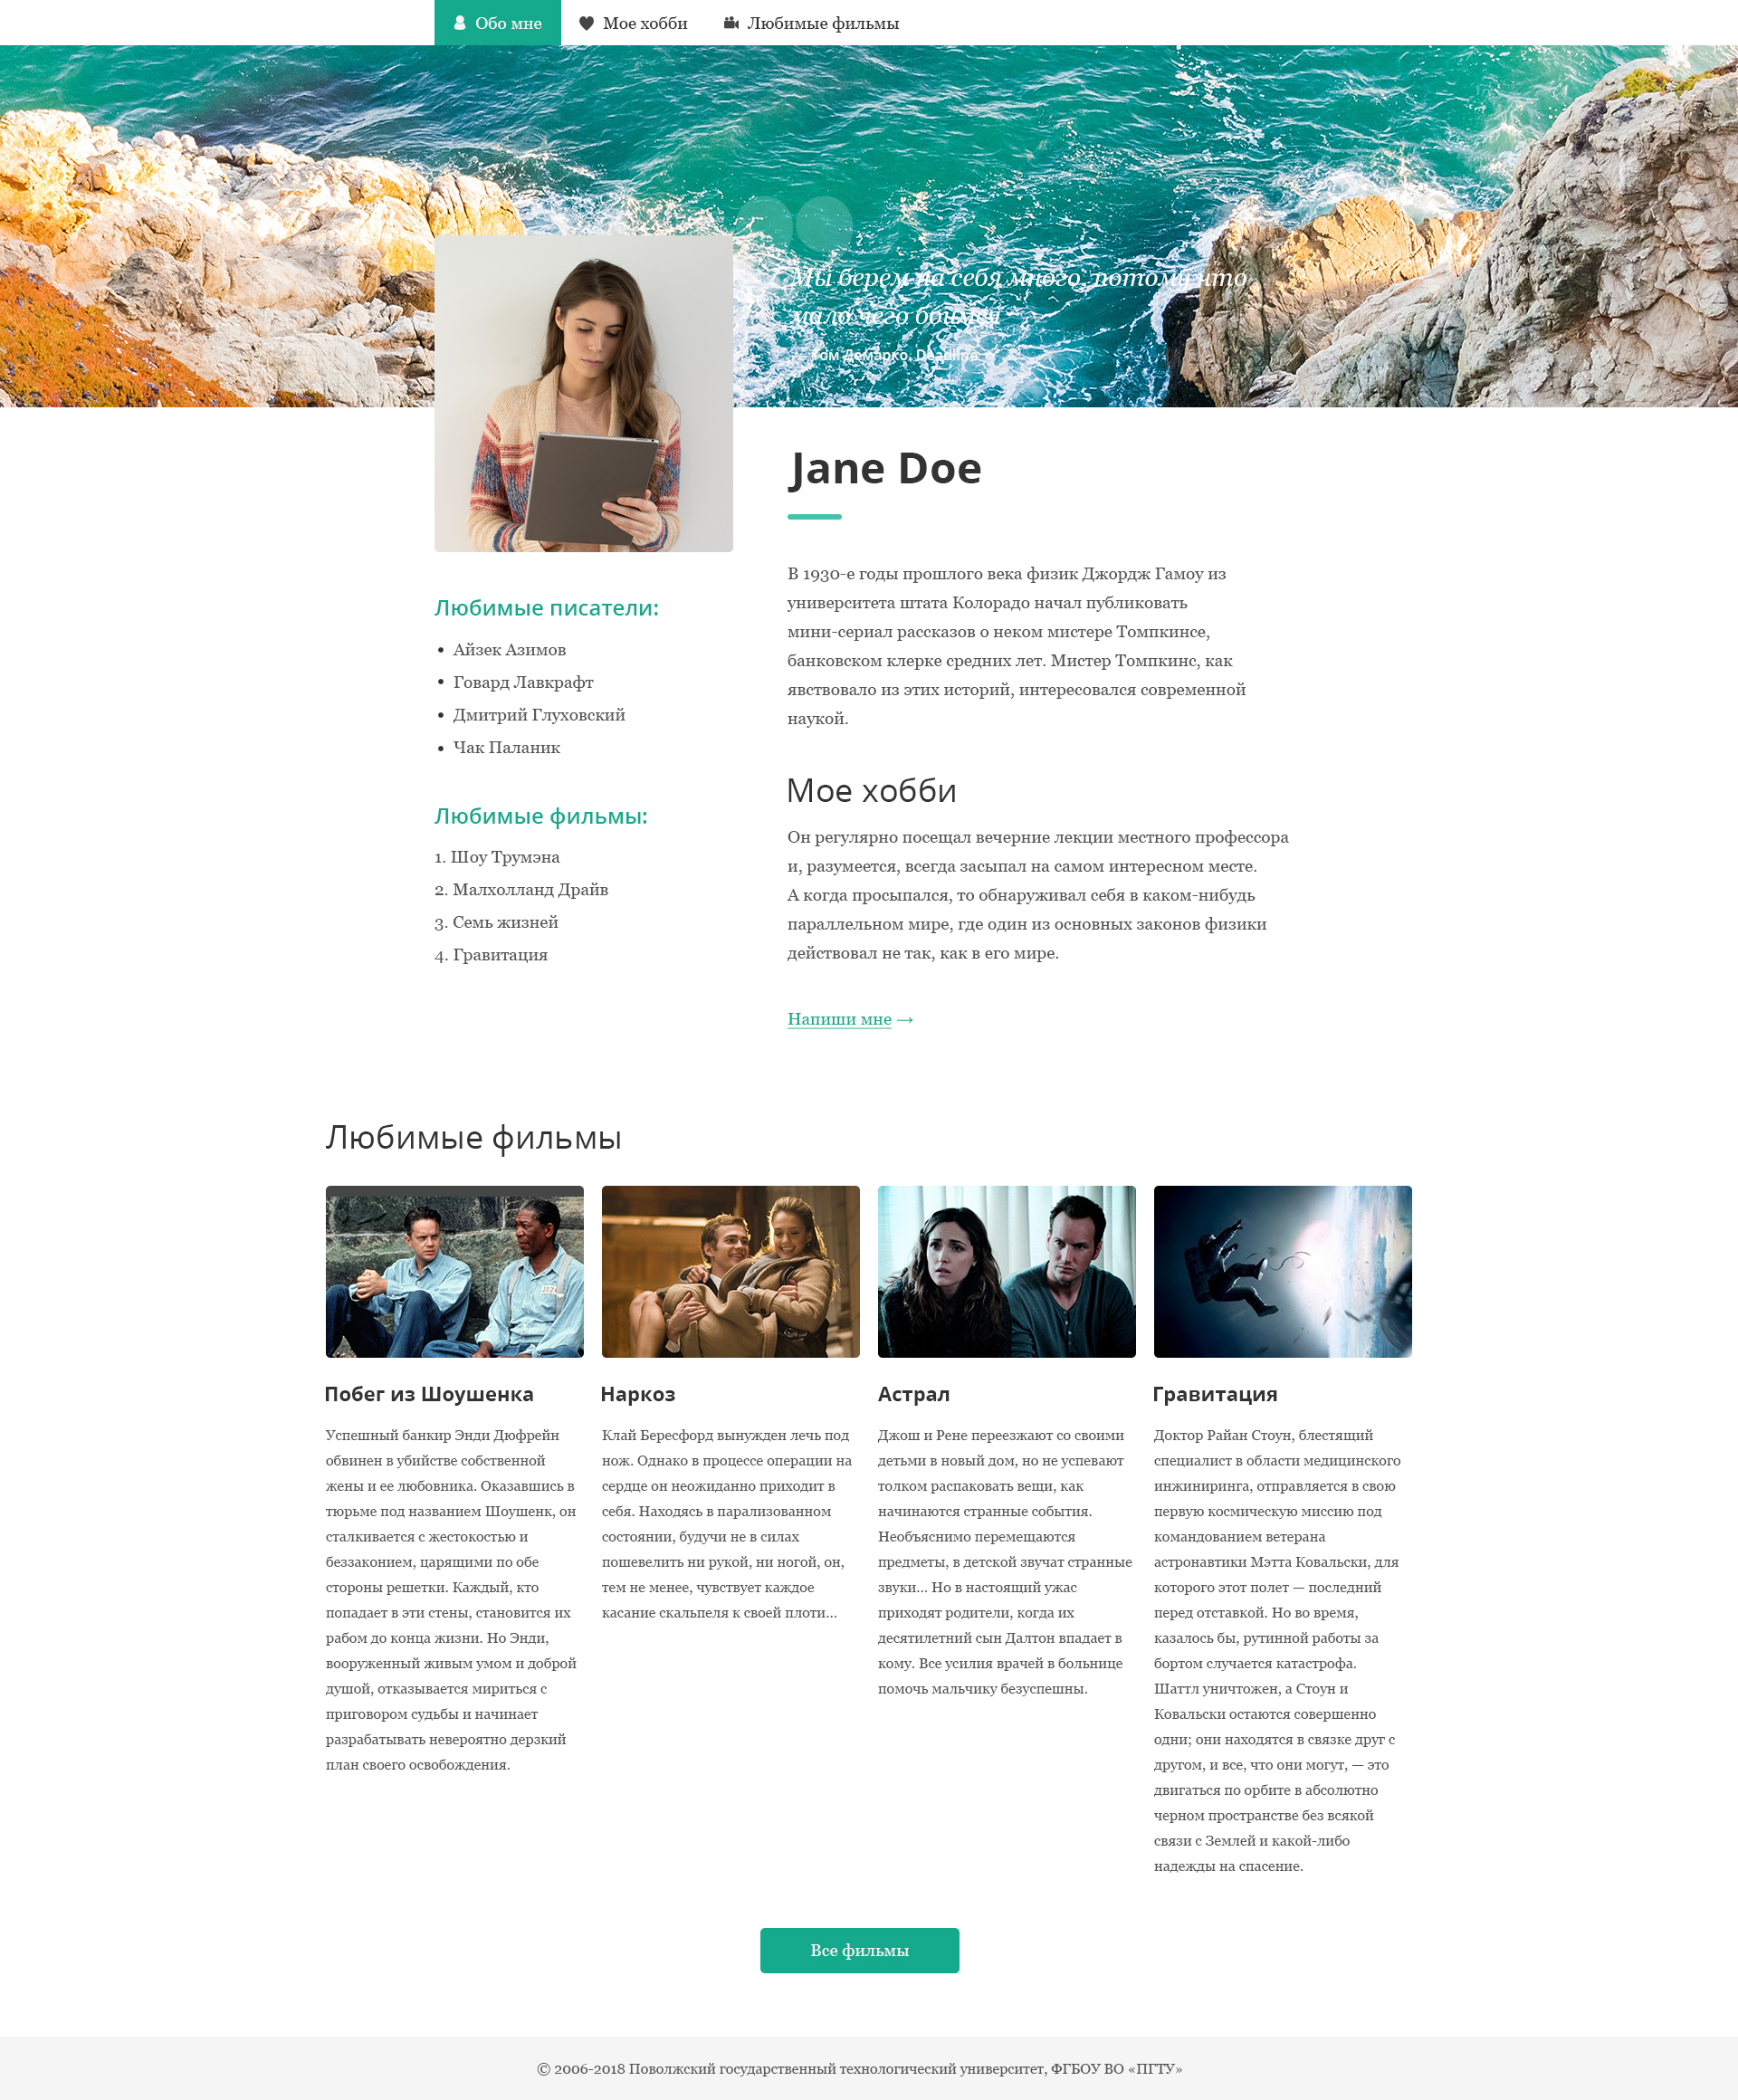 Обо мне
Мое хобби
Любимые фильмы
Мы берем на себя много, потому что
мало чего боимся
— Том Демарко, Deadline
Jane Doe
В 1930-е годы прошлого века физик Джордж Гамоу из
университета штата Колорадо начал публиковать
мини-сериал рассказов о неком мистере Томпкинсе,
банковском клерке средних лет. Мистер Томпкинс, как
явствовало из этих историй, интересовался современной
наукой.
Любимые писатели:
• Айзек Азимов
• Говард Лавкрафт
• Дмитрий Глуховский
• Чак Паланик
Любимые фильмы:
1. Шоу Трумэна
2. Малхолланд Драйв
3. Семь жизней
4. Гравитация
Мое хобби
Он регулярно посещал вечерние лекции местного профессора
и, разумеется, всегда засыпал на самом интересном месте.
А когда просыпался, то обнаруживал себя в каком-нибудь
параллельном мире, где один из основных законов физики
действовал не так, как в его мире.
Напиши мне →
Любимые фильмы
Побег из Шоушенка
Успешный банкир Энди Дюфрейн
обвинен в убийстве собственной
жены и ее любовника. Оказавшись в
тюрьме под названием Шоушенк, он
сталкивается с жестокостью и
беззаконием, царящими по обе
стороны решетки. Каждый, кто
попадает в эти стены, становится их
рабом до конца жизни. Но Энди,
вооруженный живым умом и доброй
душой, отказывается мириться с
приговором судьбы и начинает
разрабатывать невероятно дерзкий
план своего освобождения.
Наркоз
Клай Бересфорд вынужден лечь под
нож. Однако в процессе операции на
сердце он неожиданно приходит в
себя. Находясь в парализованном
состоянии, будучи не в силах
пошевелить ни рукой, ни ногой, он,
тем не менее, чувствует каждое
касание скальпеля к своей плоти...
Астрал
Джош и Рене переезжают со своими
детьми в новый дом, но не успевают
толком распаковать вещи, как
начинаются странные события.
Необъяснимо перемещаются
предметы, в детской звучат странные
звуки... Но в настоящий ужас
приходят родители, когда их
десятилетний сын Далтон впадает в
кому. Все усилия врачей в больнице
помочь мальчику безуспешны.
Гравитация
Доктор Райан Стоун, блестящий
специалист в области медицинского
инжиниринга, отправляется в свою
первую космическую миссию под
командованием ветерана
астронавтики Мэтта Ковальски, для
которого этот полет — последний
перед отставкой. Но во время,
казалось бы, рутинной работы за
бортом случается катастрофа.
Шаттл уничтожен, а Стоун и
Ковальски остаются совершенно
одни; они находятся в связке друг с
другом, и все, что они могут, — это
двигаться по орбите в абсолютно
черном пространстве без всякой
связи с Землей и какой-либо
надежды на спасение.
Все фильмы
© 2006-2018 Поволжский государственный технологический университет, ФГБОУ ВО «ПГТУ»